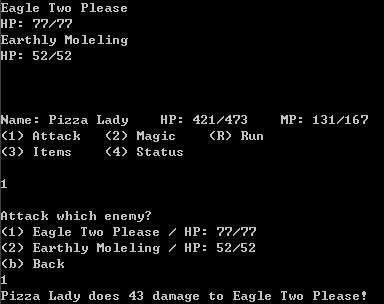 Eagle Two Please
HP: 77/77
Earthly Moleling
HP: 52/52
Name: Pizza Lady HP: 421/473 MP: 131/167
(1) Attack (2) Magic (R) Run
(3) Items (4) Status
1
Attack which enemy?
(1) Eagle Two Please / HP: 77/77
(2) Earthly Moleling / HP: 52/52
(b) Back
1
Pizza Lady does 43 damage to Eagle Two Please!